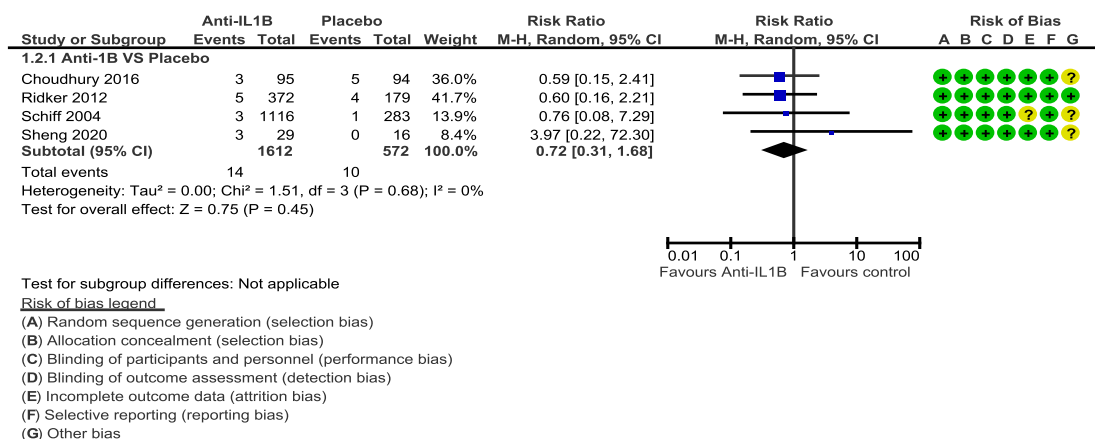 Anti-IL1B Placebo Risk Ratio Risk Ratio Risk of Bias
Study or Subgroup Events Total Events Total Weight M-H, Random, 95% CI M-H, Random, 95% CI A B C D E F G
1.2.1 Anti-1B VS Placebo
Choudhury 2016 3 95 5 94 36.0% 0.59 [0.15, 2.41] + + + + + + ?
Ridker 2012 5 372 4 179 41.7% 0.60 [0.16, 2.21] + + + + + + +
Schiff 2004 3 1116 1 283 13.9% 0.76 [0.08, 7.29] + + + + ? + ?
Sheng 2020 3 29 0 16 8.4% 3.97 [0.22, 72.30] + + + + + + ?
Subtotal (95% CI) 1612 572 100.0% 0.72 [0.31, 1.68]
Total events 14 10
Heterogeneity: Tau² = 0.00; Chi² = 1.51, df = 3 (P = 0.68); I² = 0%
Test for overall effect: Z = 0.75 (P = 0.45)
0.01 0.1 1 10 100
Favours Anti-IL1B Favours control
Test for subgroup differences: Not applicable
Risk of bias legend
(A) Random sequence generation (selection bias)
(B) Allocation concealment (selection bias)
(C) Blinding of participants and personnel (performance bias)
(D) Blinding of outcome assessment (detection bias)
(E) Incomplete outcome data (attrition bias)
(F) Selective reporting (reporting bias)
(G) Other bias